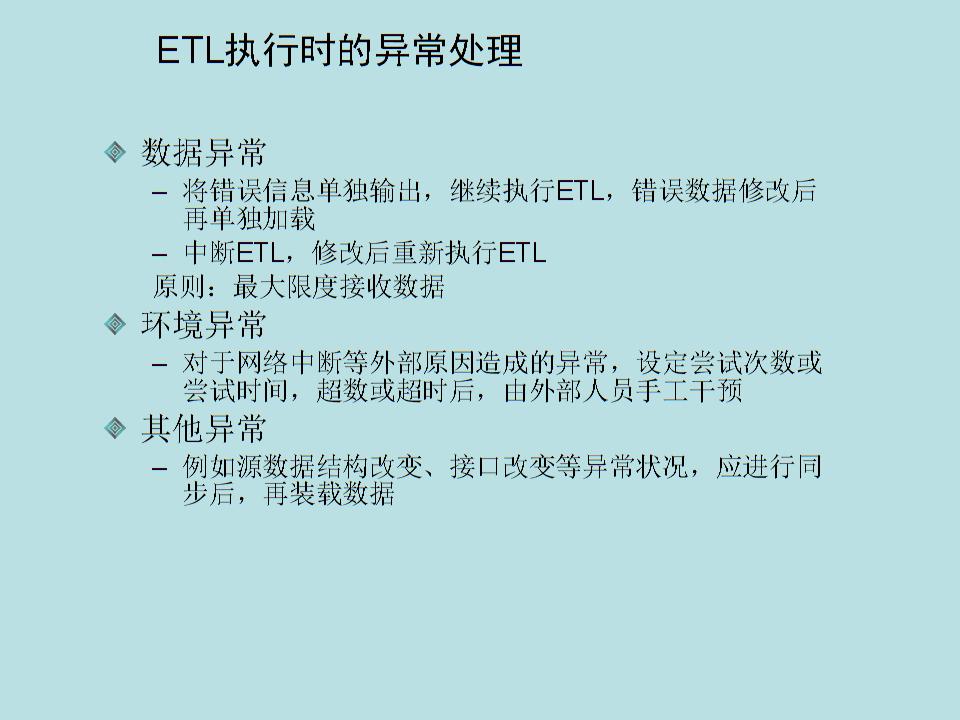 ETL执行时的异常处理
数据异常
– 将错误信息单独输出，继续执行ETL，错误数据修改后
再单独加载
– 中断ETL，修改后重新执行ETL
原则：最大限度接收数据
环境异常
– 对于网络中断等外部原因造成的异常，设定尝试次数或
尝试时间，超数或超时后，由外部人员手工干预
其他异常
– 例如源数据结构改变、接口改变等异常状况，应进行同
步后，再装载数据